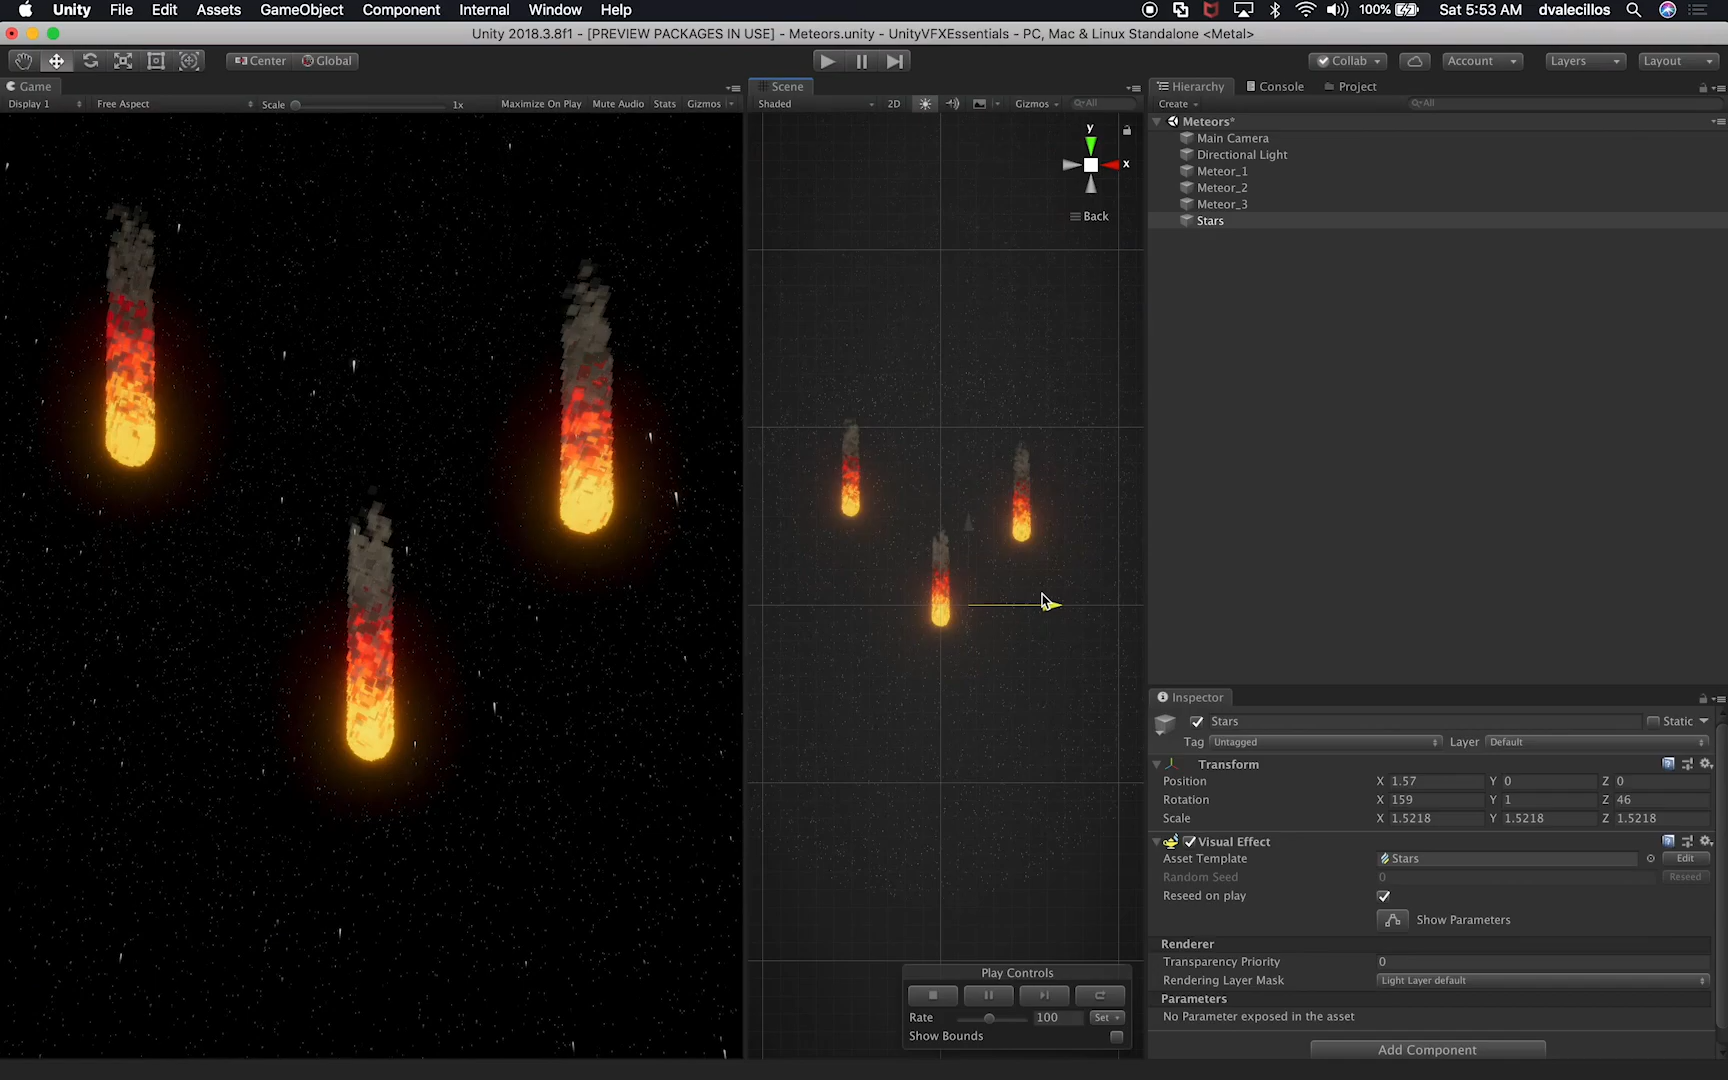 Unity File Edit Assets GameObject Component Internal Window Help 100% Sat 5:53 AM dvalecillos
Unity 2018.3.8f1 - [PREVIEW PACKAGES IN USE] - Meteors.unity - UnityVFXEssentials - PC, Mac & Linux Standalone <Metal>
Center Global Collab Account Layers Layout
Game Scene Hierarchy Console Project
Display 1 Free Aspect Scale 1x Maximize On Play Mute Audio Stats Gizmos Shaded 2D Gizmos All Create All
Meteors*
Main Camera
Directional Light
Meteor_1
Meteor_2
Meteor_3
Stars
y
x
Back
Inspector
Stars Static
Tag Untagged Layer Default
Transform
Position X 1.57 Y 0 Z 0
Rotation X 159 Y 1 Z 46
Scale X 1.5218 Y 1.5218 Z 1.5218
Visual Effect
Asset Template Stars Edit
Random Seed 0 Reseed
Reseed on play
Show Parameters
Renderer
Transparency Priority 0
Rendering Layer Mask Light Layer default
Parameters
No Parameter exposed in the asset
Add Component
Play Controls
Rate 100 Set
Show Bounds